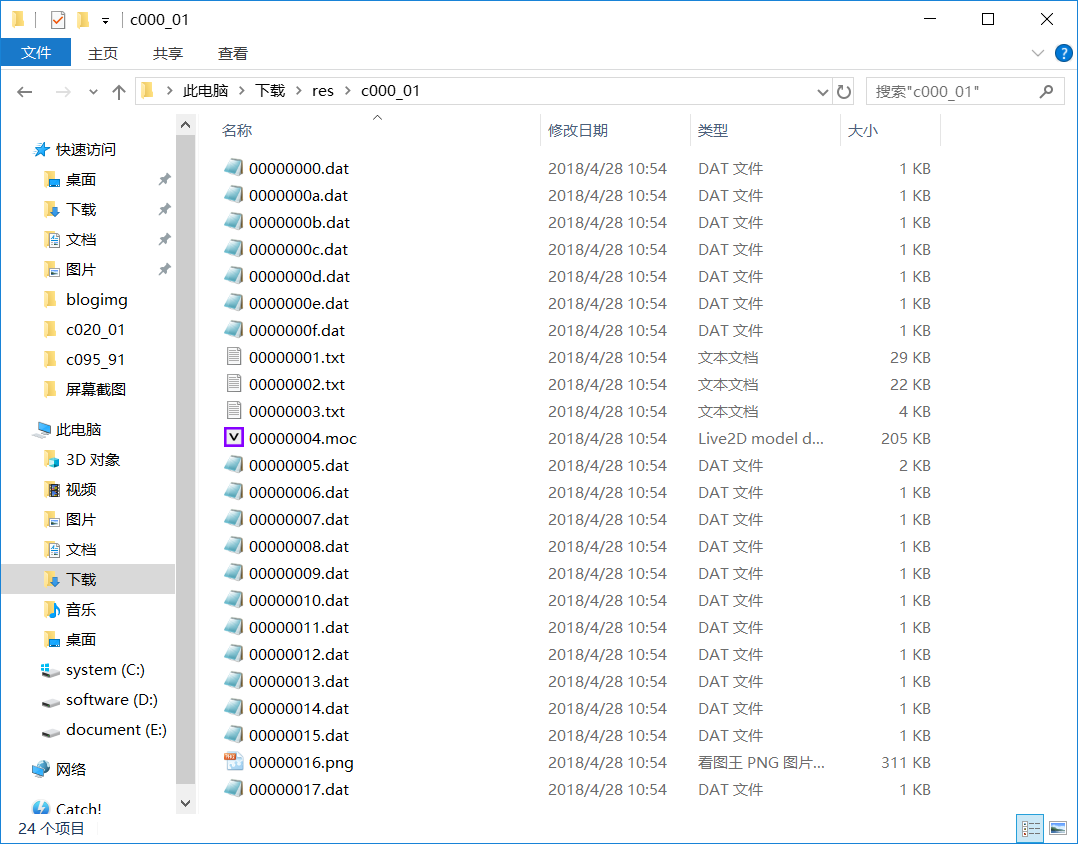 c000_01
文件 主页 共享 查看
此电脑 下载 res c000_01 搜索"c000_01"
名称 修改日期 类型 大小
快速访问
桌面
下载
文档
图片
blogimg
c020_01
c095_91
屏幕截图
此电脑
3D 对象
视频
图片
文档
下载
音乐
桌面
system (C:)
software (D:)
document (E:)
网络
Catch!
00000000.dat 2018/4/28 10:54 DAT 文件 1 KB
0000000a.dat 2018/4/28 10:54 DAT 文件 1 KB
0000000b.dat 2018/4/28 10:54 DAT 文件 1 KB
0000000c.dat 2018/4/28 10:54 DAT 文件 1 KB
0000000d.dat 2018/4/28 10:54 DAT 文件 1 KB
0000000e.dat 2018/4/28 10:54 DAT 文件 1 KB
0000000f.dat 2018/4/28 10:54 DAT 文件 1 KB
00000001.txt 2018/4/28 10:54 文本文档 29 KB
00000002.txt 2018/4/28 10:54 文本文档 22 KB
00000003.txt 2018/4/28 10:54 文本文档 4 KB
00000004.moc 2018/4/28 10:54 Live2D model d... 205 KB
00000005.dat 2018/4/28 10:54 DAT 文件 2 KB
00000006.dat 2018/4/28 10:54 DAT 文件 1 KB
00000007.dat 2018/4/28 10:54 DAT 文件 1 KB
00000008.dat 2018/4/28 10:54 DAT 文件 1 KB
00000009.dat 2018/4/28 10:54 DAT 文件 1 KB
00000010.dat 2018/4/28 10:54 DAT 文件 1 KB
00000011.dat 2018/4/28 10:54 DAT 文件 1 KB
00000012.dat 2018/4/28 10:54 DAT 文件 1 KB
00000013.dat 2018/4/28 10:54 DAT 文件 1 KB
00000014.dat 2018/4/28 10:54 DAT 文件 1 KB
00000015.dat 2018/4/28 10:54 DAT 文件 1 KB
00000016.png 2018/4/28 10:54 看图王 PNG 图片... 311 KB
00000017.dat 2018/4/28 10:54 DAT 文件 1 KB
24 个项目